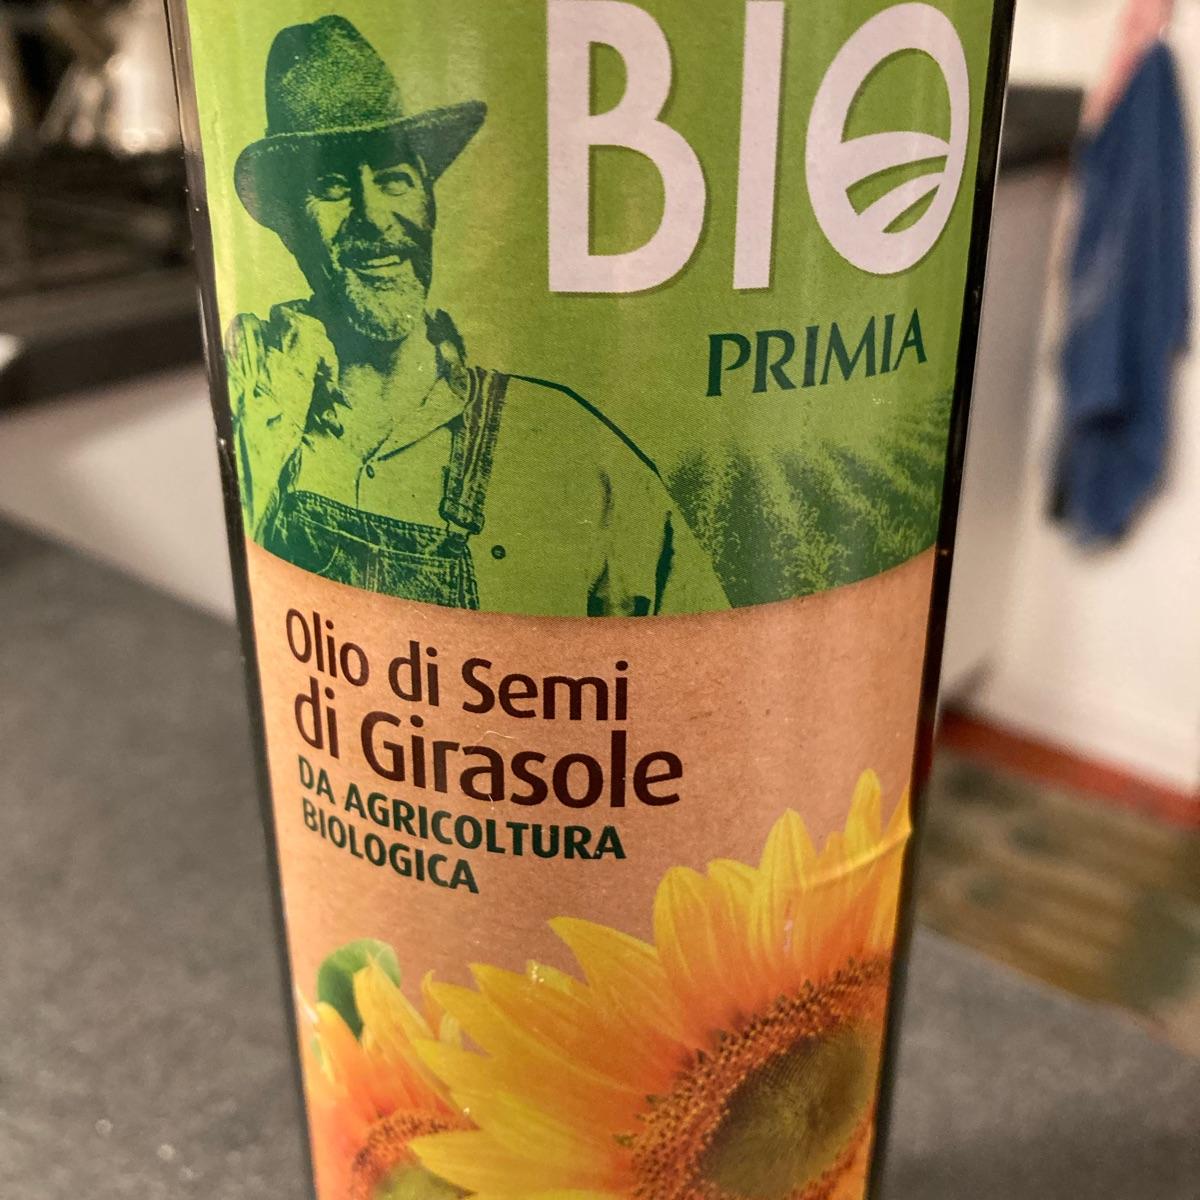 BIO
PRIMIA
Olio di Semi
di Girasole
DA AGRICOLTURA
BIOLOGICA